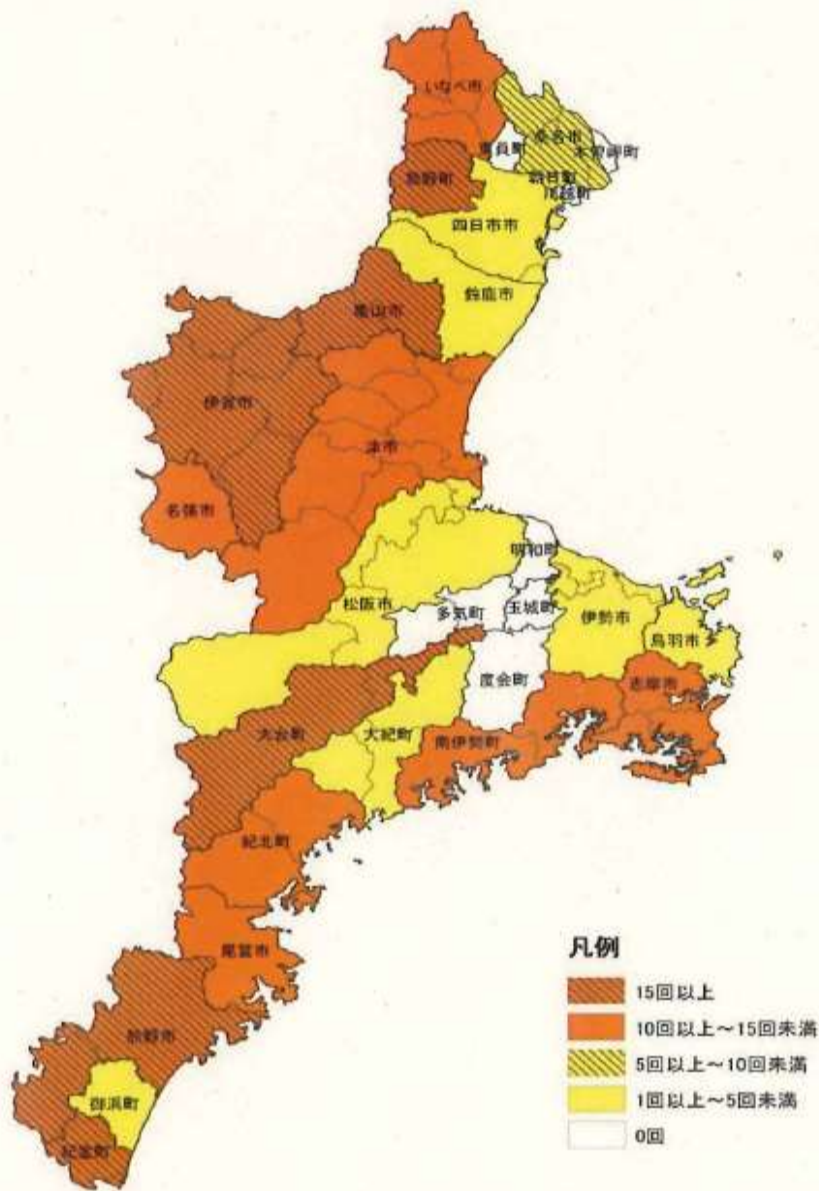 いなべ市
桑名市
東員町
木曽岬町
菰野町
朝日町
川越町
四日市市
鈴鹿市
亀山市
伊賀市
津市
名張市
明和町
松阪市
多気町
玉城町
伊勢市
鳥羽市
度会町
志摩市
大台町
大紀町
南伊勢町
紀北町
尾鷲市
熊野市
御浜町
紀宝町
凡例
15回以上
10回以上～15回未満
5回以上～10回未満
1回以上～5回未満
0回